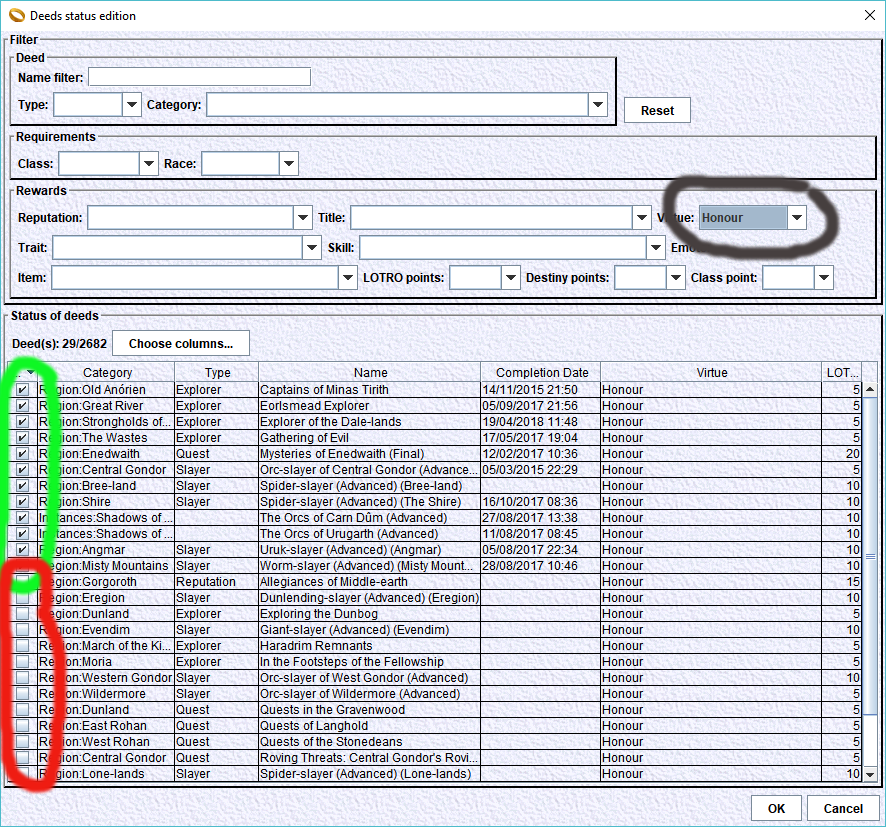 Deeds status edition
Filter
Deed
Name filter:
Type: Category: Reset
Requirements
Class: Race:
Rewards
Reputation: Title: Honour
Trait: Skill:
Item: LOTRO points: Destiny points: Class point:
Status of deeds
Deed(s): 29/2682 Choose columns...
... Category Type Name Completion Date Virtue LOT...
Region:Old Anórien Explorer Captains of Minas Tirith 14/11/2015 21:50 Honour 5
Region:Great River Explorer Eorlsmead Explorer 05/09/2017 21:56 Honour 5
Region:Strongholds of... Explorer Explorer of the Dale-lands 19/04/2018 11:48 Honour 5
Region:The Wastes Explorer Gathering of Evil 17/05/2017 19:04 Honour 5
Region:Enedwaith Quest Mysteries of Enedwaith (Final) 12/02/2017 10:36 Honour 20
Region:Central Gondor Slayer Orc-slayer of Central Gondor (Advance... 05/03/2015 22:29 Honour 5
Region:Bree-land Slayer Spider-slayer (Advanced) (Bree-land) Honour 10
Region:Shire Slayer Spider-slayer (Advanced) (The Shire) 16/10/2017 08:36 Honour 10
Instances:Shadows of ... The Orcs of Carn Dûm (Advanced) 27/08/2017 13:38 Honour 10
Instances:Shadows of ... The Orcs of Urugarth (Advanced) 11/08/2017 08:45 Honour 10
Region:Angmar Slayer Uruk-slayer (Advanced) (Angmar) 05/08/2017 22:34 Honour 10
Region:Misty Mountains Slayer Worm-slayer (Advanced) (Misty Mount... 28/08/2017 10:46 Honour 10
Region:Gorgoroth Reputation Allegiances of Middle-earth Honour 15
Region:Eregion Slayer Dunlending-slayer (Advanced) (Eregion) Honour 10
Region:Dunland Explorer Exploring the Dunbog Honour 5
Region:Evendim Slayer Giant-slayer (Advanced) (Evendim) Honour 10
Region:March of the Ki... Explorer Haradrim Remnants Honour 5
Region:Moria Explorer In the Footsteps of the Fellowship Honour 5
Region:Western Gondor Slayer Orc-slayer of West Gondor (Advanced) Honour 10
Region:Wildermore Slayer Orc-slayer of Wildermore (Advanced) Honour 5
Region:Dunland Quest Quests in the Gravenwood Honour 5
Region:East Rohan Quest Quests of Langhold Honour 5
Region:West Rohan Quest Quests of the Stonedeans Honour 5
Region:Central Gondor Quest Roving Threats: Central Gondor's Rovi... Honour 5
Region:Lone-lands Slayer Spider-slayer (Advanced) (Lone-lands) Honour 10
OK Cancel